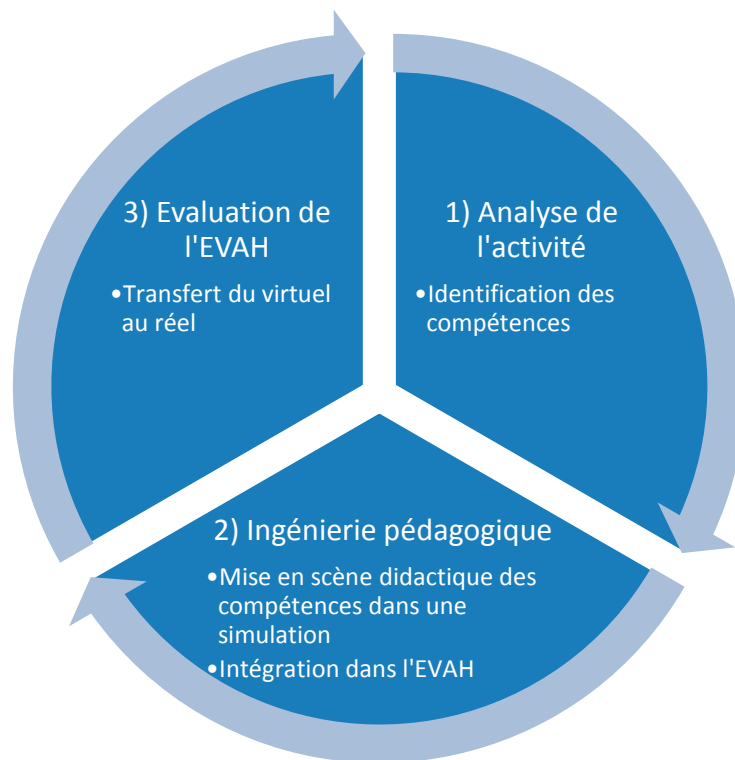 1) Analyse de
l'activité
•Identification des
compétences
2) Ingénierie pédagogique
•Mise en scène didactique des
compétences dans une
simulation
•Intégration dans l'EVAH
3) Evaluation de
l'EVAH
•Transfert du virtuel
au réel